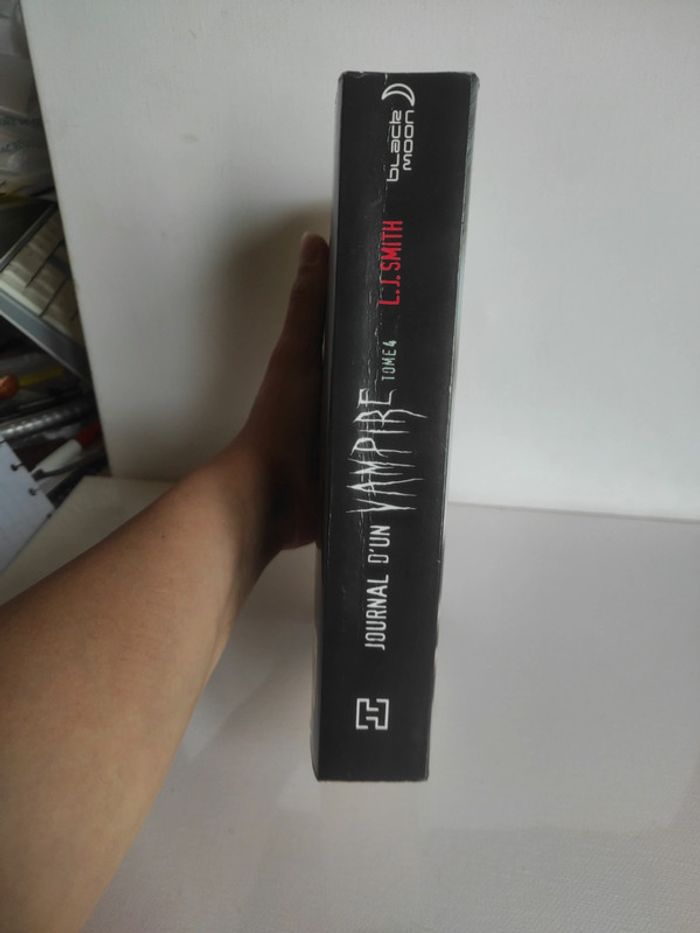 JOURNAL D'UN VAMPIRE TOME 4
L.J. SMITH
black
moon